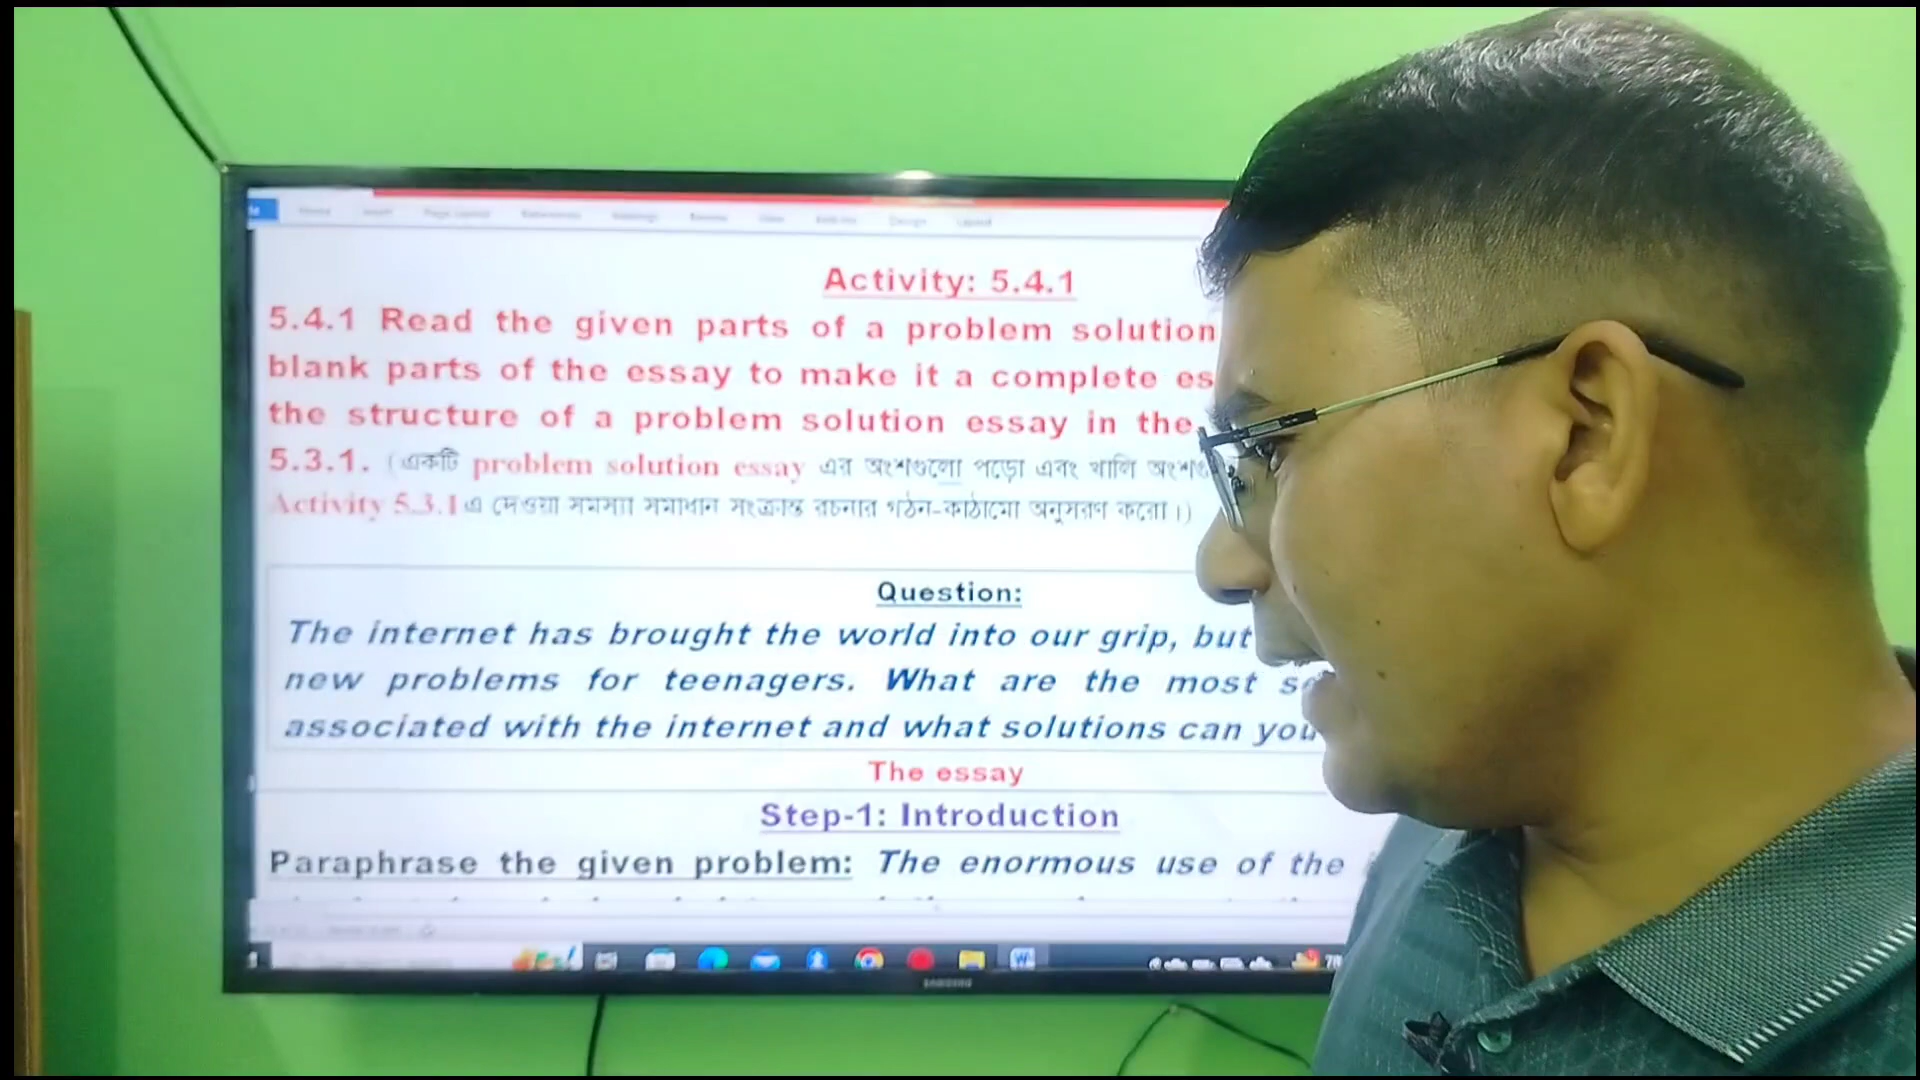 Activity: 5.4.1
5.4.1 Read the given parts of a problem solution
blank parts of the essay to make it a complete es
the structure of a problem solution essay in the
5.3.1. (একটি problem solution essay এর অংশগুলো পড়ো এবং খালি
Activity 5.3.1এ দেওয়া সমস্যা সমাধান সংক্রান্ত রচনার গঠন-কাঠামো অনুসরণ করো।)
Question:
The internet has brought the world into our grip, but
new problems for teenagers. What are the most
associated with the internet and what solutions can you
The essay
Step-1: Introduction
Paraphrase the given problem: The enormous use of the
SAMSUNG